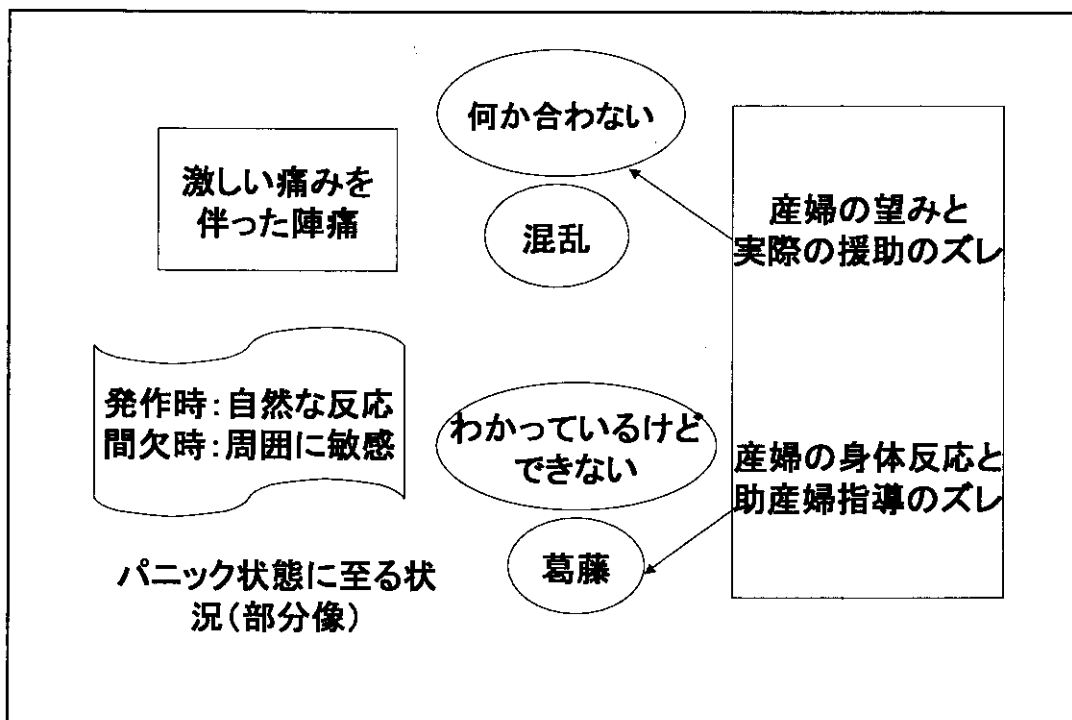 何か合わない
激しい痛みを
伴った陣痛
混乱
産婦の望みと
実際の援助のズレ
発作時:自然な反応
間欠時:周囲に敏感
わかっているけど
できない
産婦の身体反応と
助産婦指導のズレ
葛藤
パニック状態に至る状
況(部分像)